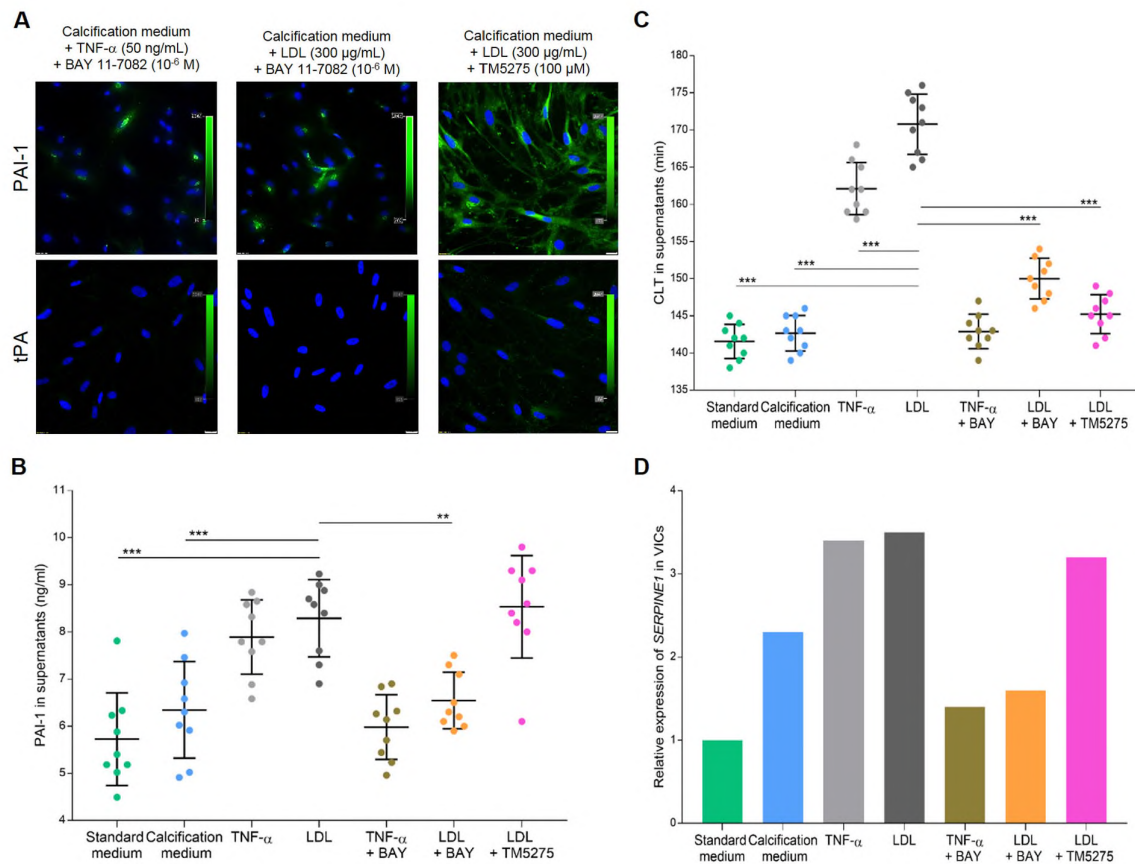 A
Calcification medium
+ TNF-α (50 ng/mL)
+ BAY 11-7082 (10⁻⁶ M)
Calcification medium
+ LDL (300 µg/mL)
+ BAY 11-7082 (10⁻⁶ M)
Calcification medium
+ LDL (300 µg/mL)
+ TM5275 (100 µM)
PAI-1
tPA
B
PAI-1 in supernatants (ng/ml)
11
10
9
8
7
6
5
4
***
***
**
Standard
medium
Calcification
medium
TNF-α
LDL
TNF-α
+ BAY
LDL
+ BAY
LDL
+ TM5275
C
CLT in supernatants (min)
180
175
170
165
160
155
150
145
140
135
***
***
***
***
***
Standard
medium
Calcification
medium
TNF-α
LDL
TNF-α
+ BAY
LDL
+ BAY
LDL
+ TM5275
D
Relative expression of SERPINE1 in VICs
4
3
2
1
0
Standard
medium
Calcification
medium
TNF-α
LDL
TNF-α
+ BAY
LDL
+ BAY
LDL
+ TM5275